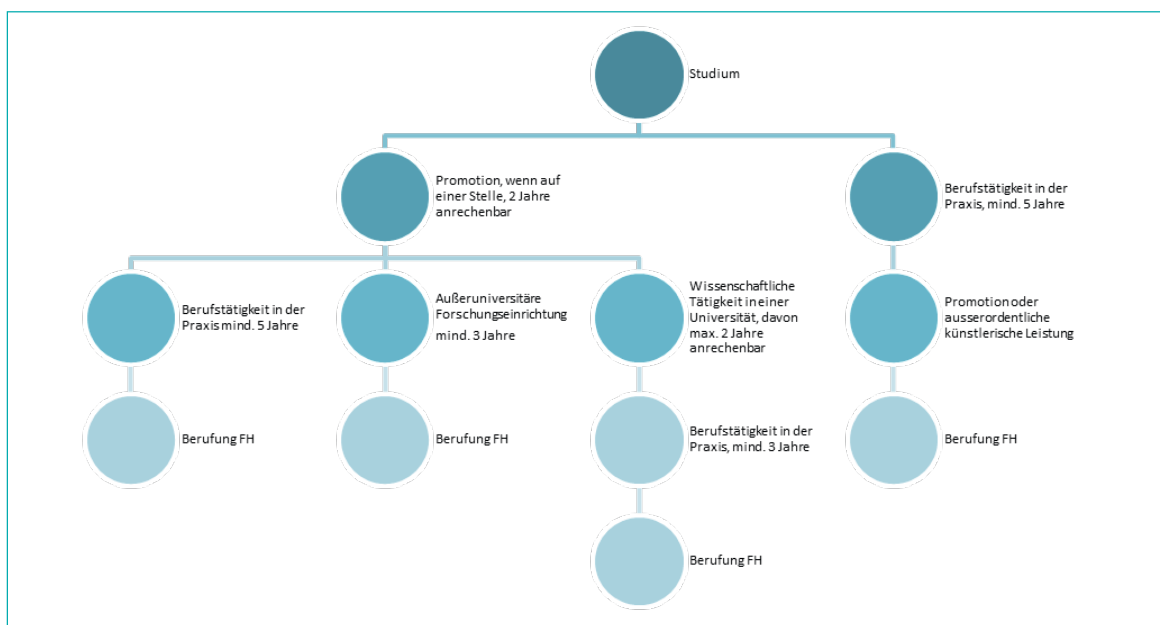 Studium
Promotion, wenn auf
einer Stelle, 2 Jahre
anrechenbar
Berufstätigkeit in der
Praxis, mind. 5 Jahre
Berufstätigkeit in der
Praxis mind. 5 Jahre
Außeruniversitäre
Forschungseinrichtung
mind. 3 Jahre
Wissenschaftliche
Tätigkeit in einer
Universität, davon
max. 2 Jahre
anrechenbar
Promotion oder
ausserordentliche
künstlerische Leistung
Berufung FH
Berufung FH
Berufstätigkeit in der
Praxis, mind. 3 Jahre
Berufung FH
Berufung FH